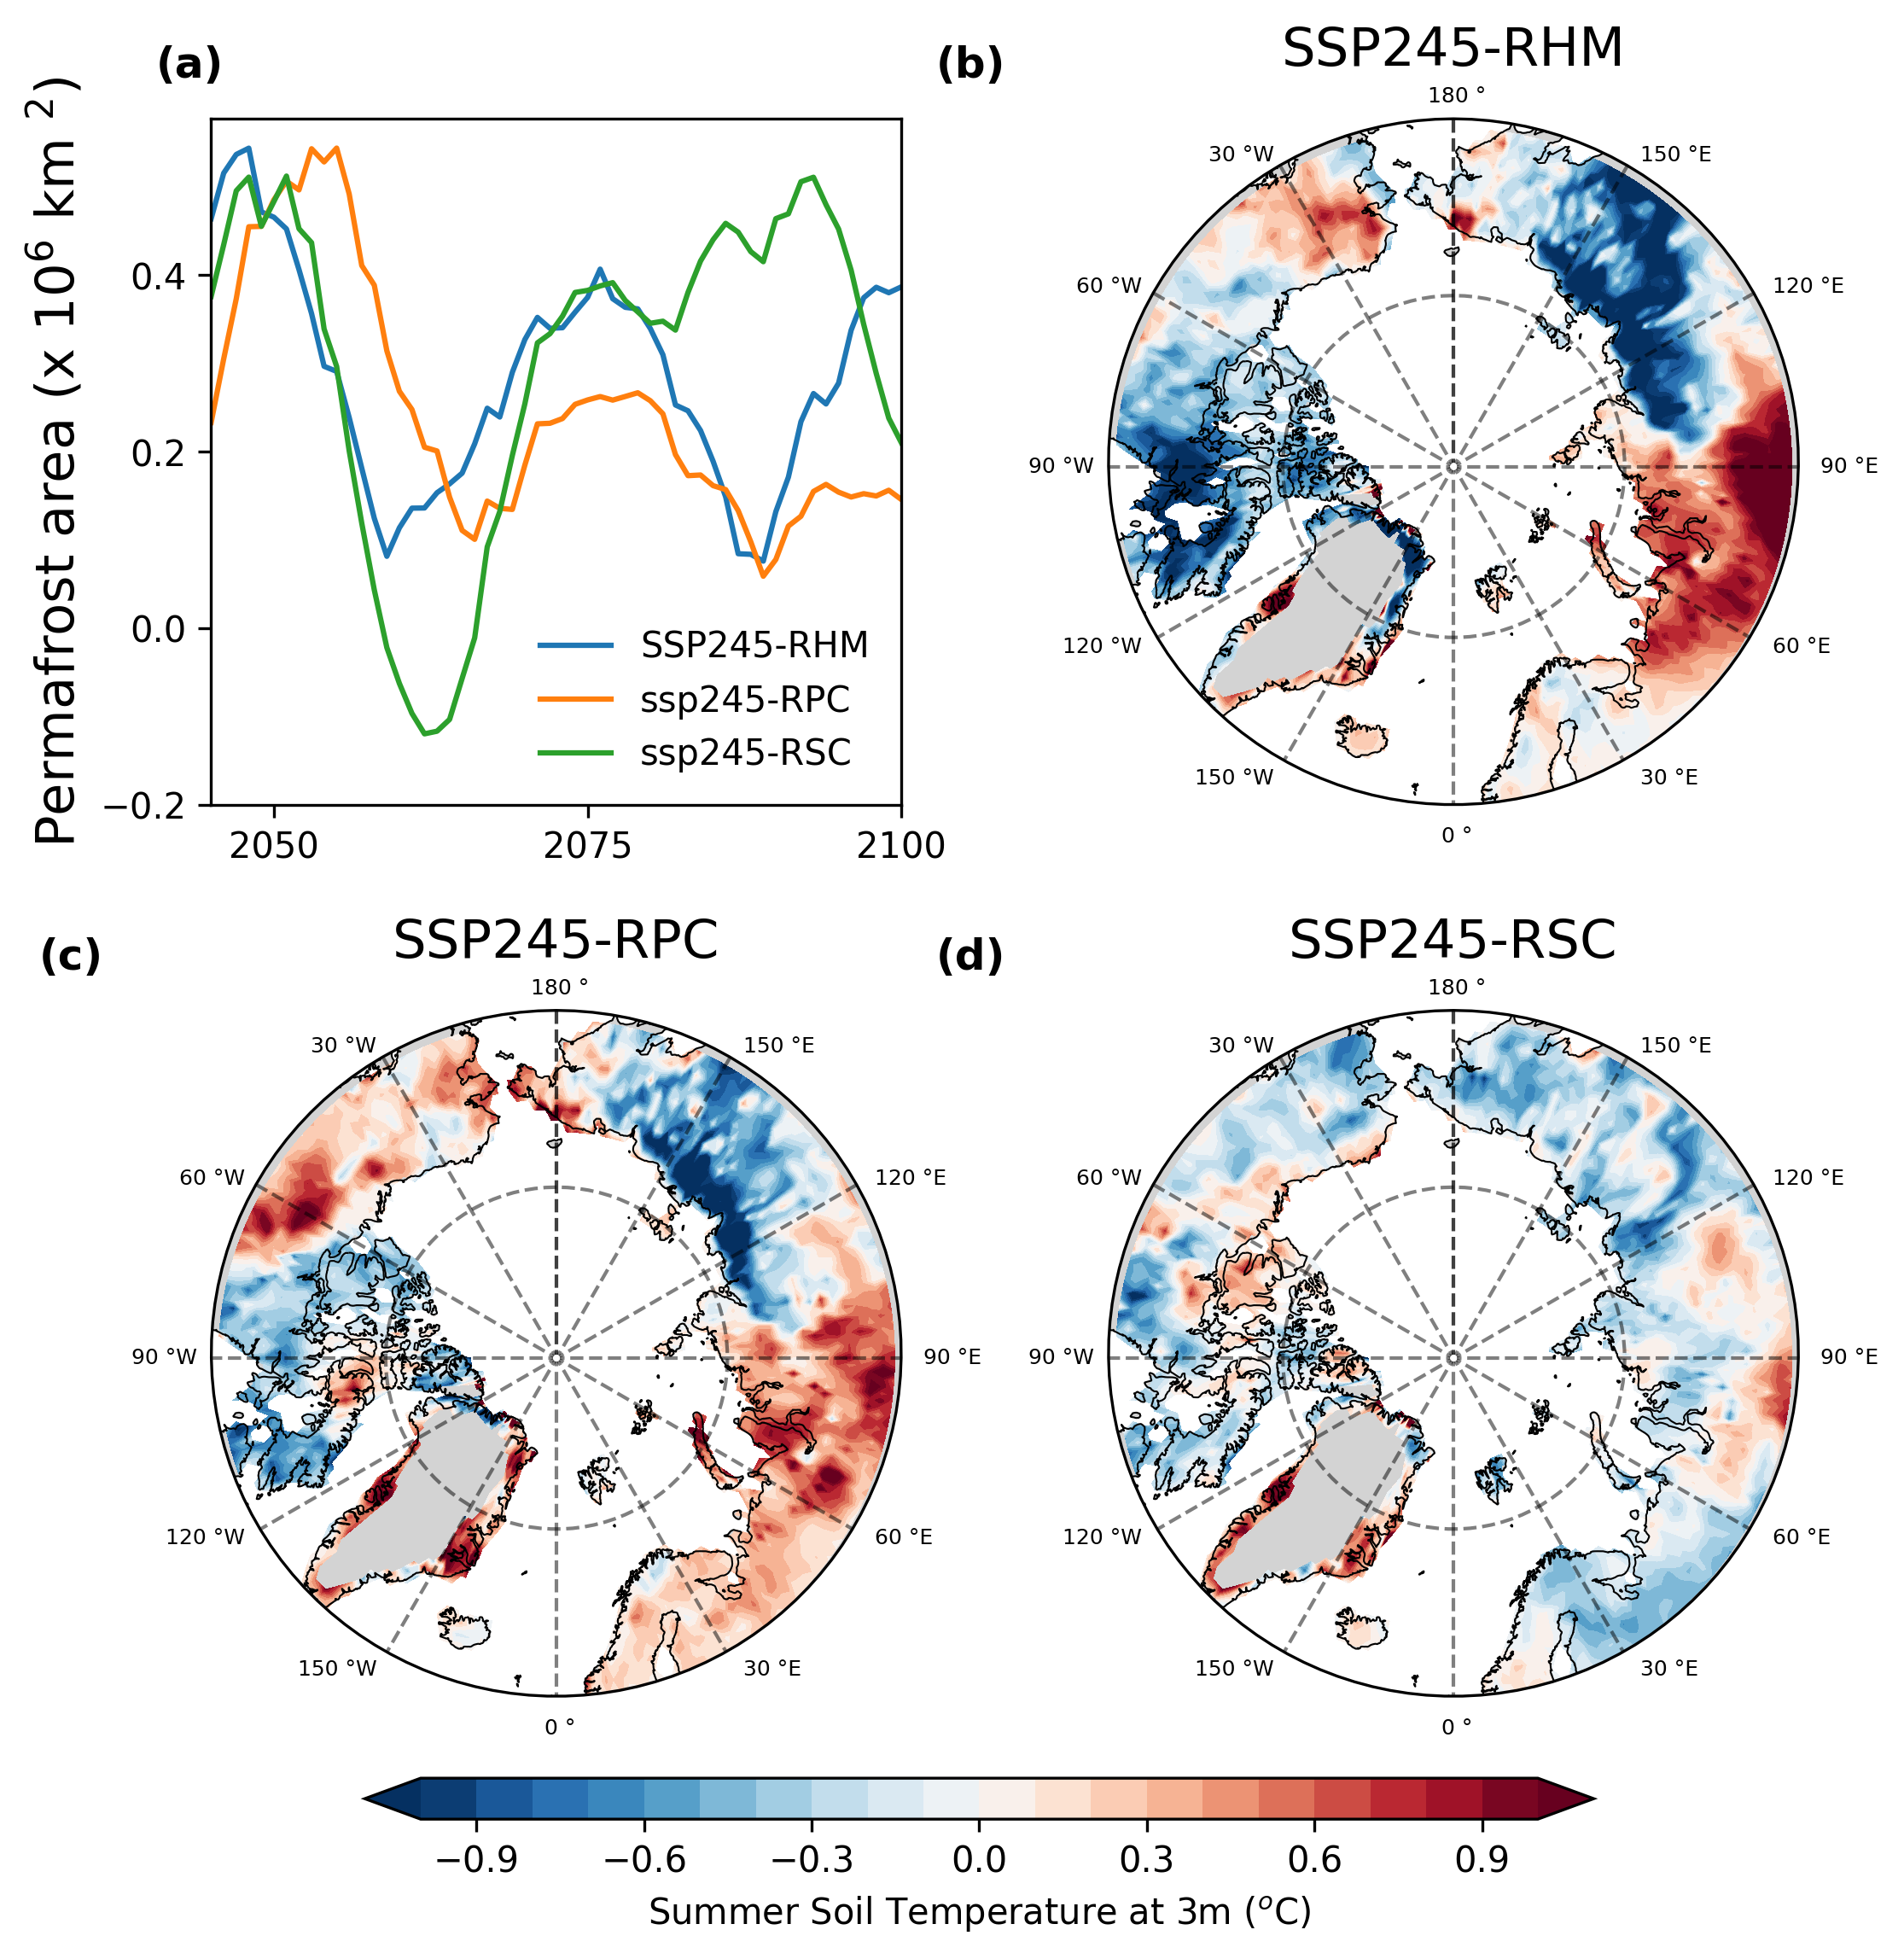 (a)
Permafrost area (x 10^6 km ^2)
0.4
0.2
0.0
−0.2
2050 2075 2100
SSP245-RHM
ssp245-RPC
ssp245-RSC
(b)
SSP245-RHM
180 °
30 °W 150 °E
60 °W 120 °E
90 °W 90 °E
120 °W 60 °E
150 °W 30 °E
0 °
(c)
SSP245-RPC
180 °
30 °W 150 °E
60 °W 120 °E
90 °W 90 °E
120 °W 60 °E
150 °W 30 °E
0 °
(d)
SSP245-RSC
180 °
30 °W 150 °E
60 °W 120 °E
90 °W 90 °E
120 °W 60 °E
150 °W 30 °E
0 °
−0.9 −0.6 −0.3 0.0 0.3 0.6 0.9
Summer Soil Temperature at 3m (^oC)